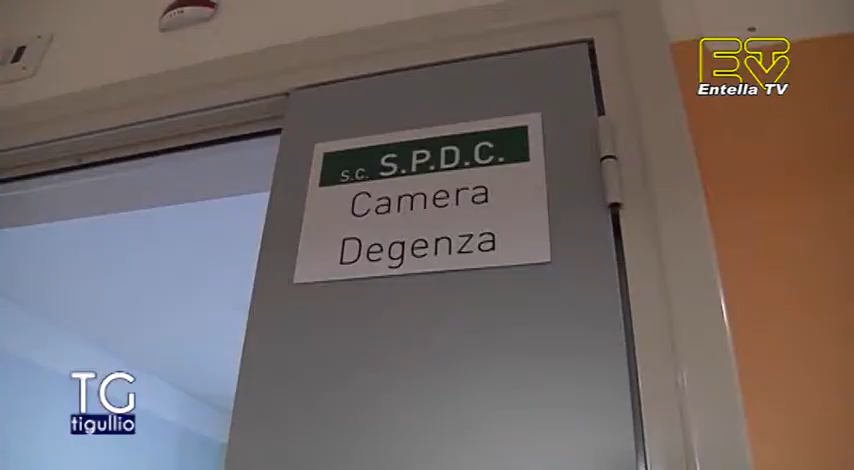 ETV
Entella TV
S.C. S.P.D.C.
Camera
Degenza
TG
tigullio